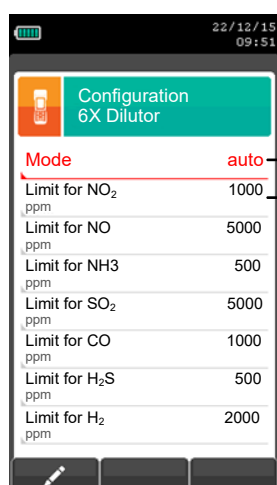 22/12/15
09:51
Configuration
6X Dilutor
Mode auto
Limit for NO₂ 1000
ppm
Limit for NO 5000
ppm
Limit for NH3 500
ppm
Limit for SO₂ 5000
ppm
Limit for CO 1000
ppm
Limit for H₂S 500
ppm
Limit for H₂ 2000
ppm